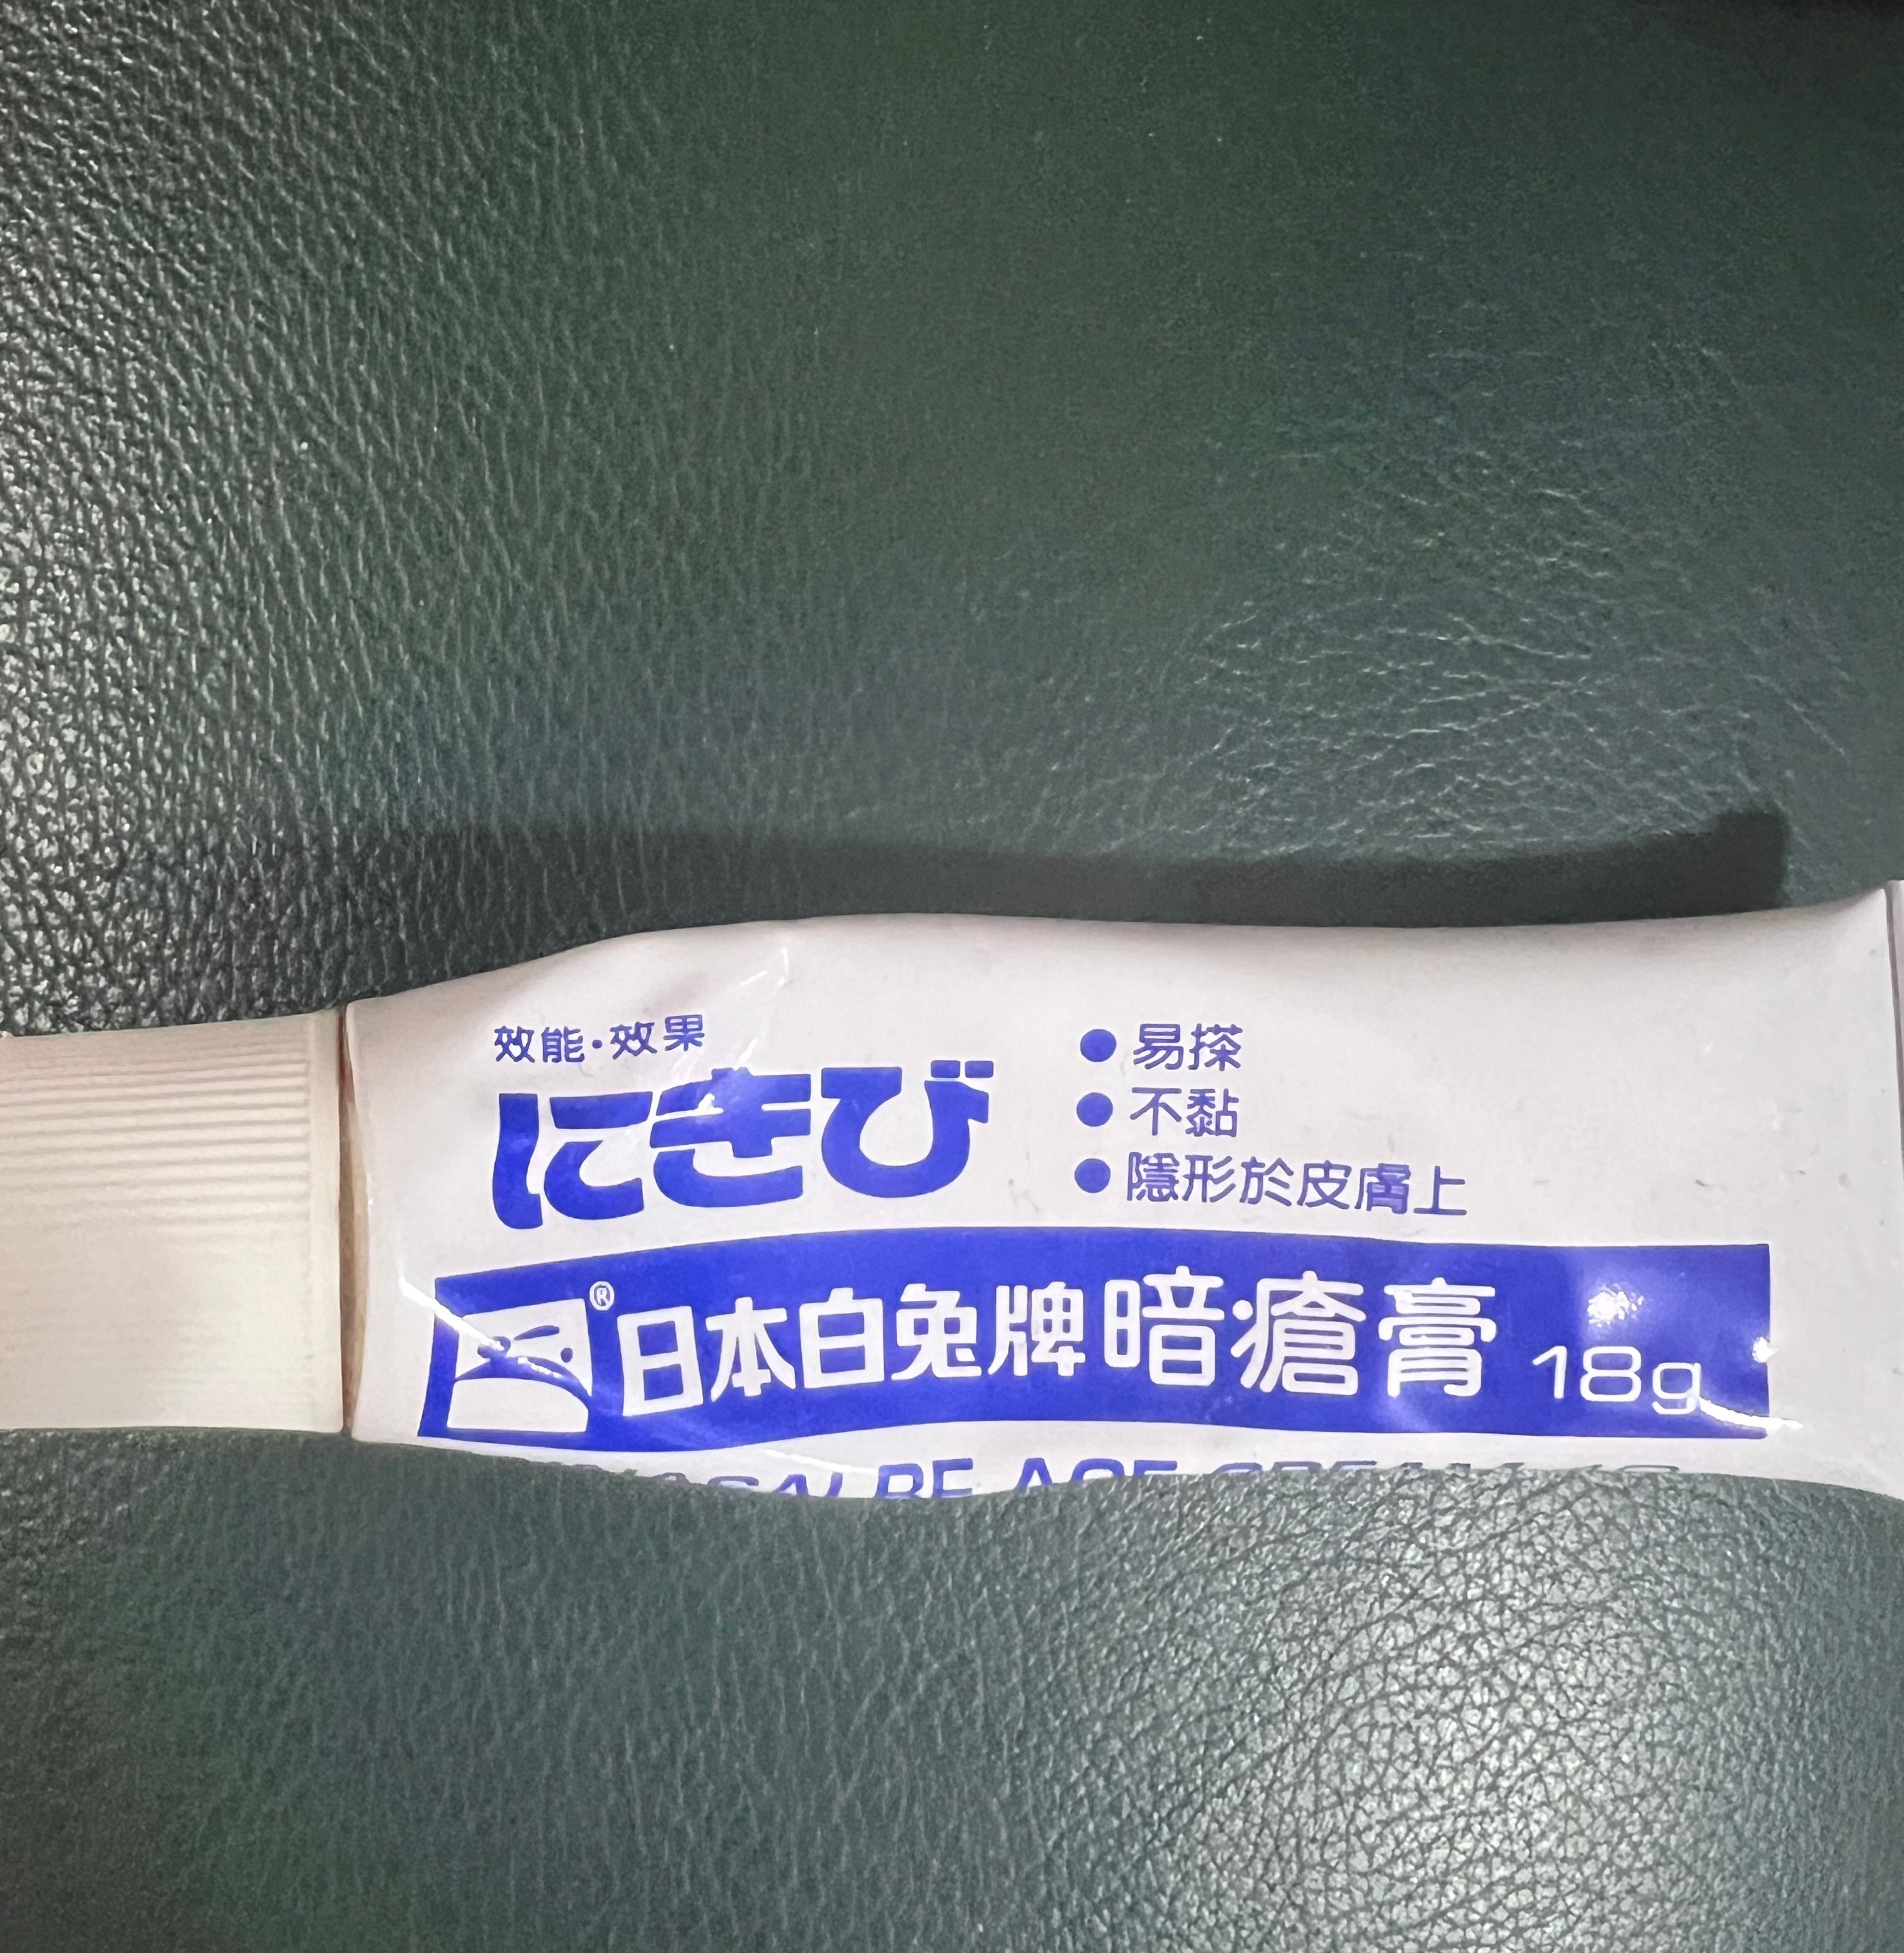 效能・效果
にきび
●易搽
●不黏
●隱形於皮膚上
®日本白兔牌暗瘡膏 18g